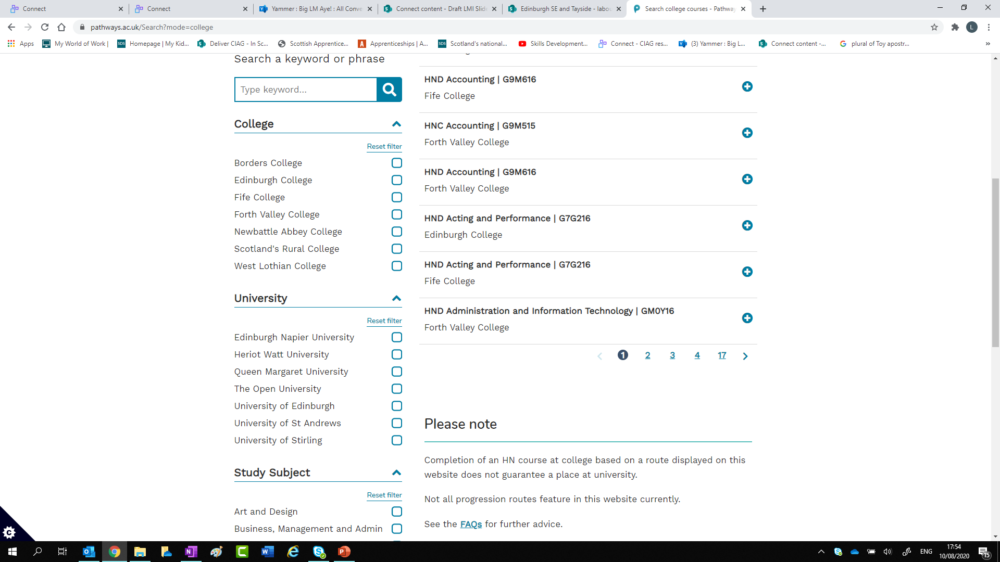 Connect
Connect
Yammer : Big LM Aye! : All Conve
Connect content - Draft LMI Slid
Edinburgh SE and Tayside - labou
Search college courses - Pathway
pathways.ac.uk/Search?mode=college
L
Apps
My World of Work |
SDS
Homepage | My Kid...
Deliver CIAG - In Sc...
Scottish Apprentice...
Apprenticeships | A...
SDS
Scotland's national...
Skills Development...
Connect - CIAG res...
(3) Yammer : Big L...
Connect content -...
plural of Toy apostr...
Search a keyword or phrase
Type keyword...
College
Reset filter
Borders College
Edinburgh College
Fife College
Forth Valley College
Newbattle Abbey College
Scotland's Rural College
West Lothian College
University
Reset filter
Edinburgh Napier University
Heriot Watt University
Queen Margaret University
The Open University
University of Edinburgh
University of St Andrews
University of Stirling
Study Subject
Reset filter
Art and Design
Business, Management and Admin
HND Accounting | G9M616
Fife College
HNC Accounting | G9M515
Forth Valley College
HND Accounting | G9M616
Forth Valley College
HND Acting and Performance | G7G216
Edinburgh College
HND Acting and Performance | G7G216
Fife College
HND Administration and Information Technology | GM0Y16
Forth Valley College
1 2 3 4 17
Please note
Completion of an HN course at college based on a route displayed on this
website does not guarantee a place at university.
Not all progression routes feature in this website currently.
See the FAQs for further advice.
ENG
17:54
10/08/2020
15